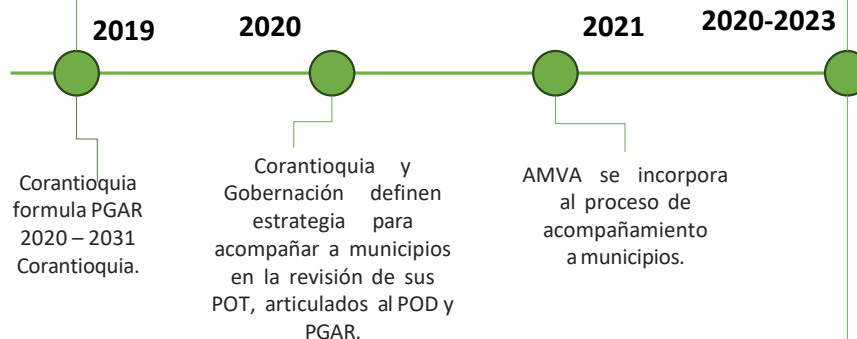 2019
2020
2021
2020-2023
Corantioquia
formula PGAR
2020 – 2031
Corantioquia.
Corantioquia y
Gobernación definen
estrategia para
acompañar a municipios
en la revisión de sus
POT, articulados al POD y
PGAR.
AMVA se incorpora
al proceso de
acompañamiento
a municipios.